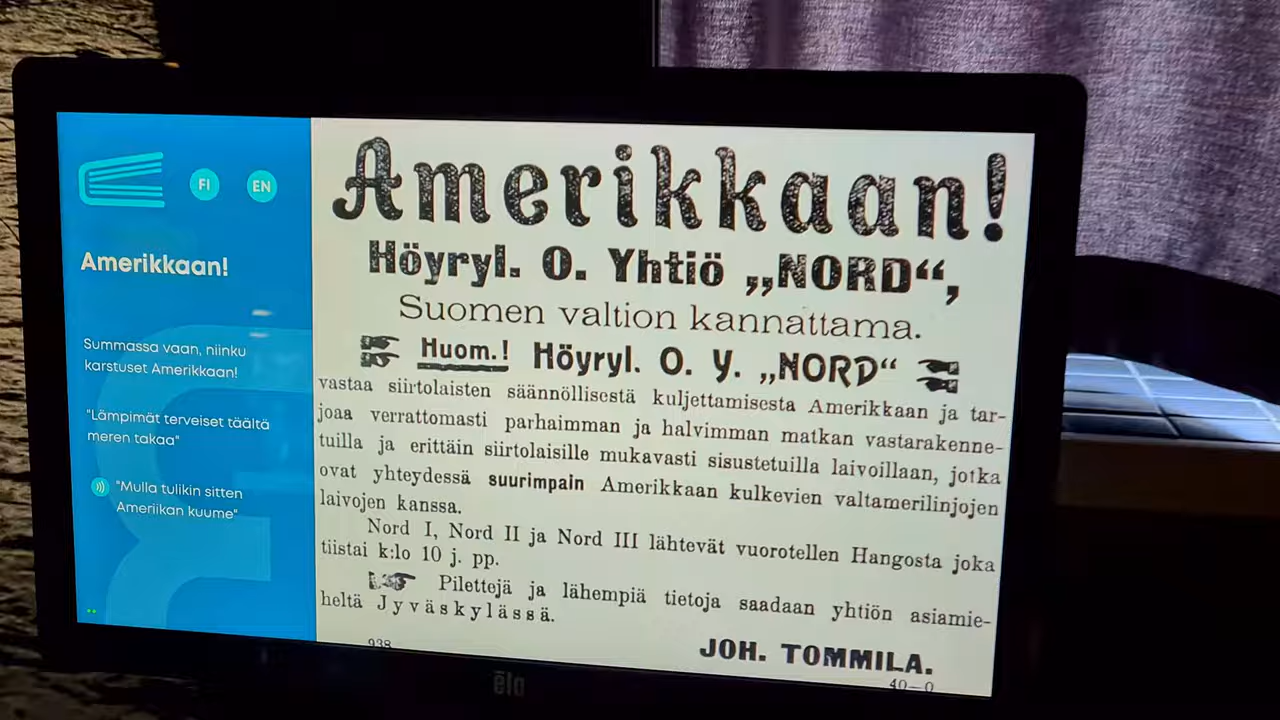 FI
EN
Amerikkaan!
Summassa vaan, niinku
karstuset Amerikkaan!
"Lämpimät terveiset täältä
meren takaa"
"Mulla tulikin sitten
Ameriikan kuume"
Amerikkaan!
Höyryl. O. Yhtiö „NORD“,
Suomen valtion kannattama.
Huom.! Höyryl. O. Y. „NORD“
vastaa siirtolaisten säännöllisestä kuljettamisesta Amerikkaan ja tar-
joaa verrattomasti parhaimman ja halvimman matkan vastarakenne-
tuilla ja erittäin siirtolaisille mukavasti sisustetuilla laivoillaan, jotka
ovat yhteydessä suurimpain Amerikkaan kulkevien valtamerilinjojen
laivojen kanssa.
Nord I, Nord II ja Nord III lähtevät vuorotellen Hangosta joka
tiistai k:lo 10 j. pp.
Pilettejä ja lähempiä tietoja saadaan yhtiön asiamie-
heltä Jyväskylässä.
938
JOH. TOMMILA.
40—0
elo